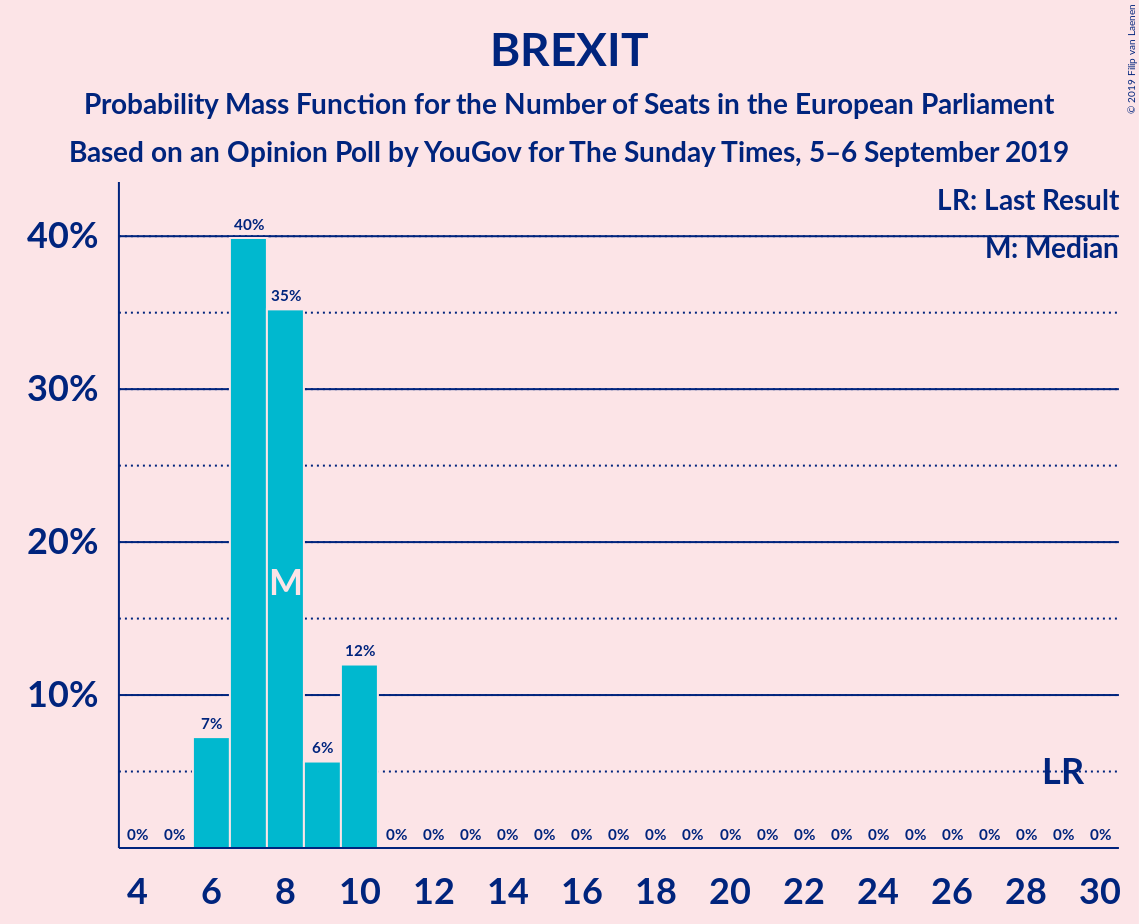 BREXIT
Probability Mass Function for the Number of Seats in the European Parliament
Based on an Opinion Poll by YouGov for The Sunday Times, 5–6 September 2019
© 2019 Filip van Laenen
LR: Last Result
M: Median
40%
30%
20%
10%
0% 0% 7% 40% 35% 6% 12% 0% 0% 0% 0% 0% 0% 0% 0% 0% 0% 0% 0% 0% 0% 0% 0% 0% 0% 0% 0%
M
LR
4 6 8 10 12 14 16 18 20 22 24 26 28 30